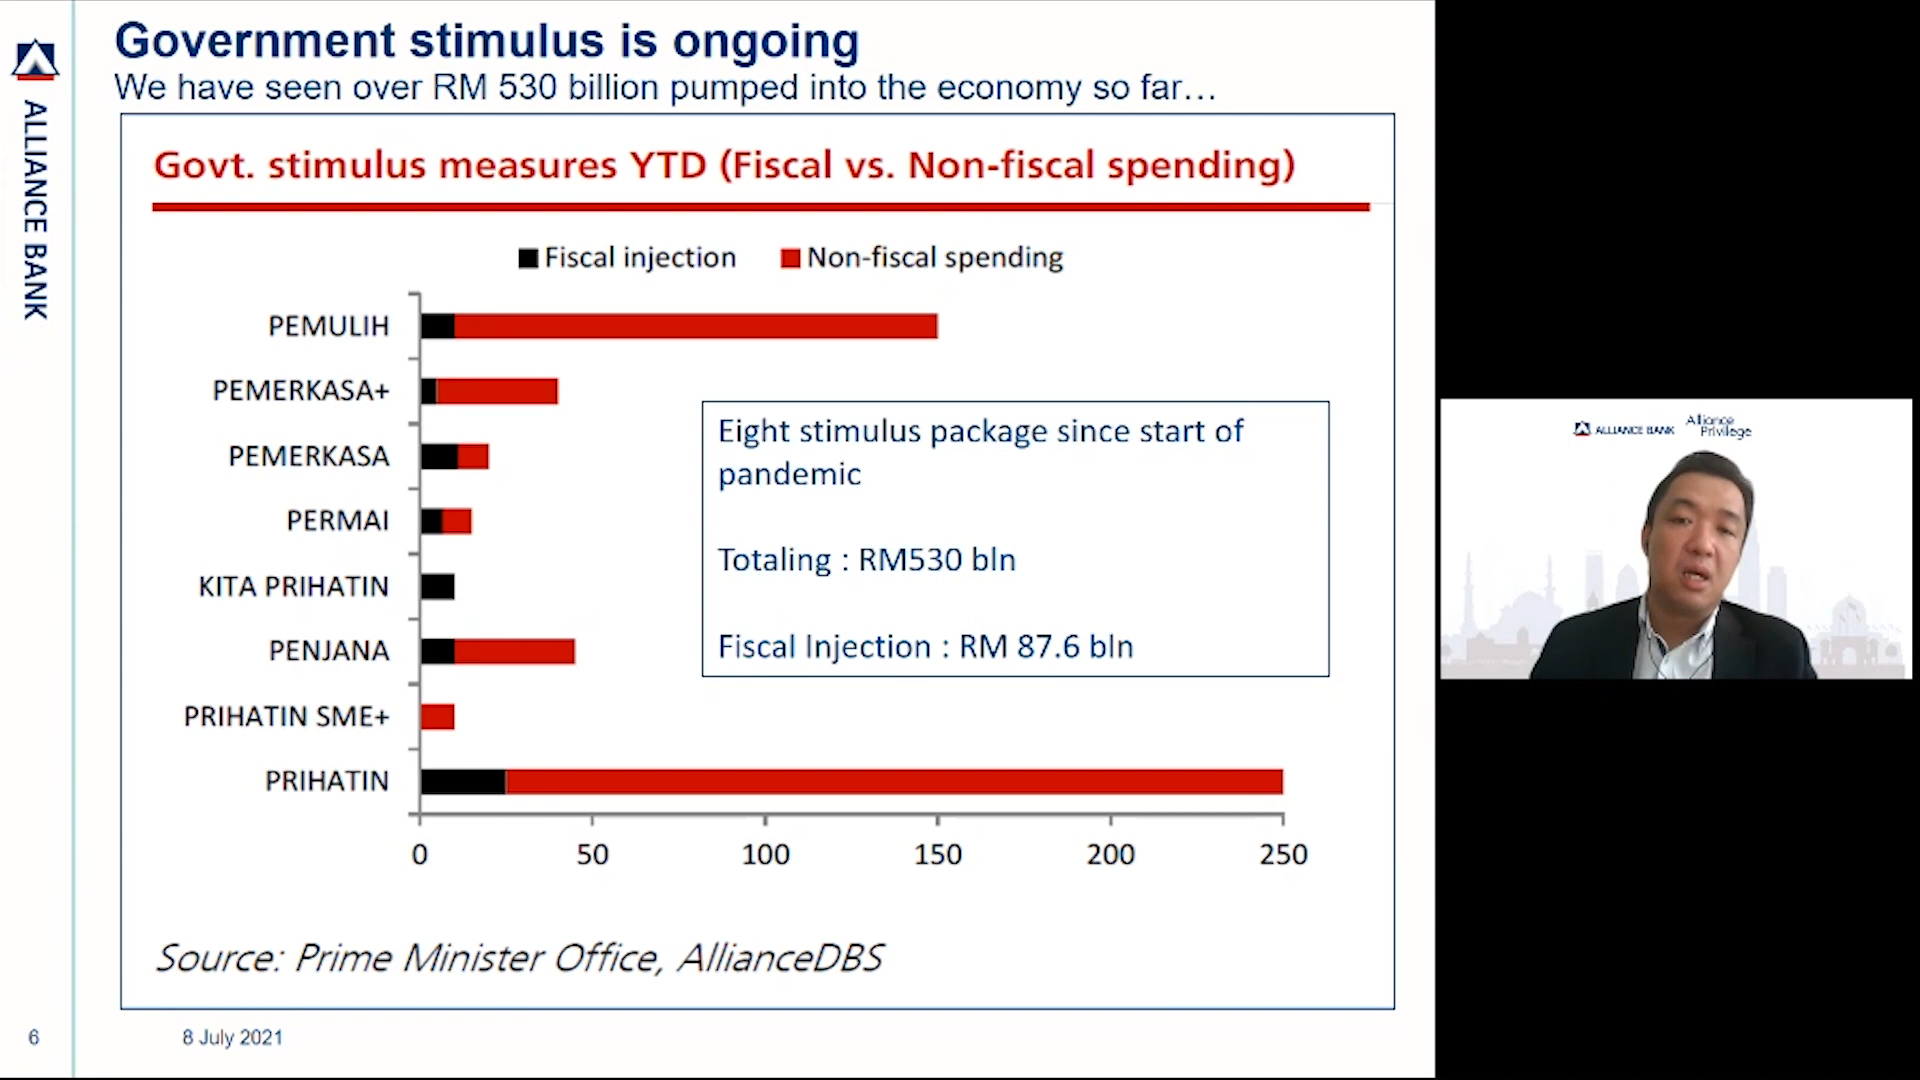 ALLIANCE BANK
Government stimulus is ongoing
We have seen over RM 530 billion pumped into the economy so far…
Govt. stimulus measures YTD (Fiscal vs. Non-fiscal spending)
Fiscal injection
Non-fiscal spending
PEMULIH
PEMERKASA+
PEMERKASA
PERMAI
KITA PRIHATIN
PENJANA
PRIHATIN SME+
PRIHATIN
Eight stimulus package since start of
pandemic
Totaling : RM530 bln
Fiscal Injection : RM 87.6 bln
0 50 100 150 200 250
Source: Prime Minister Office, AllianceDBS
6
8 July 2021
ALLIANCE BANK
Alliance
Privilege